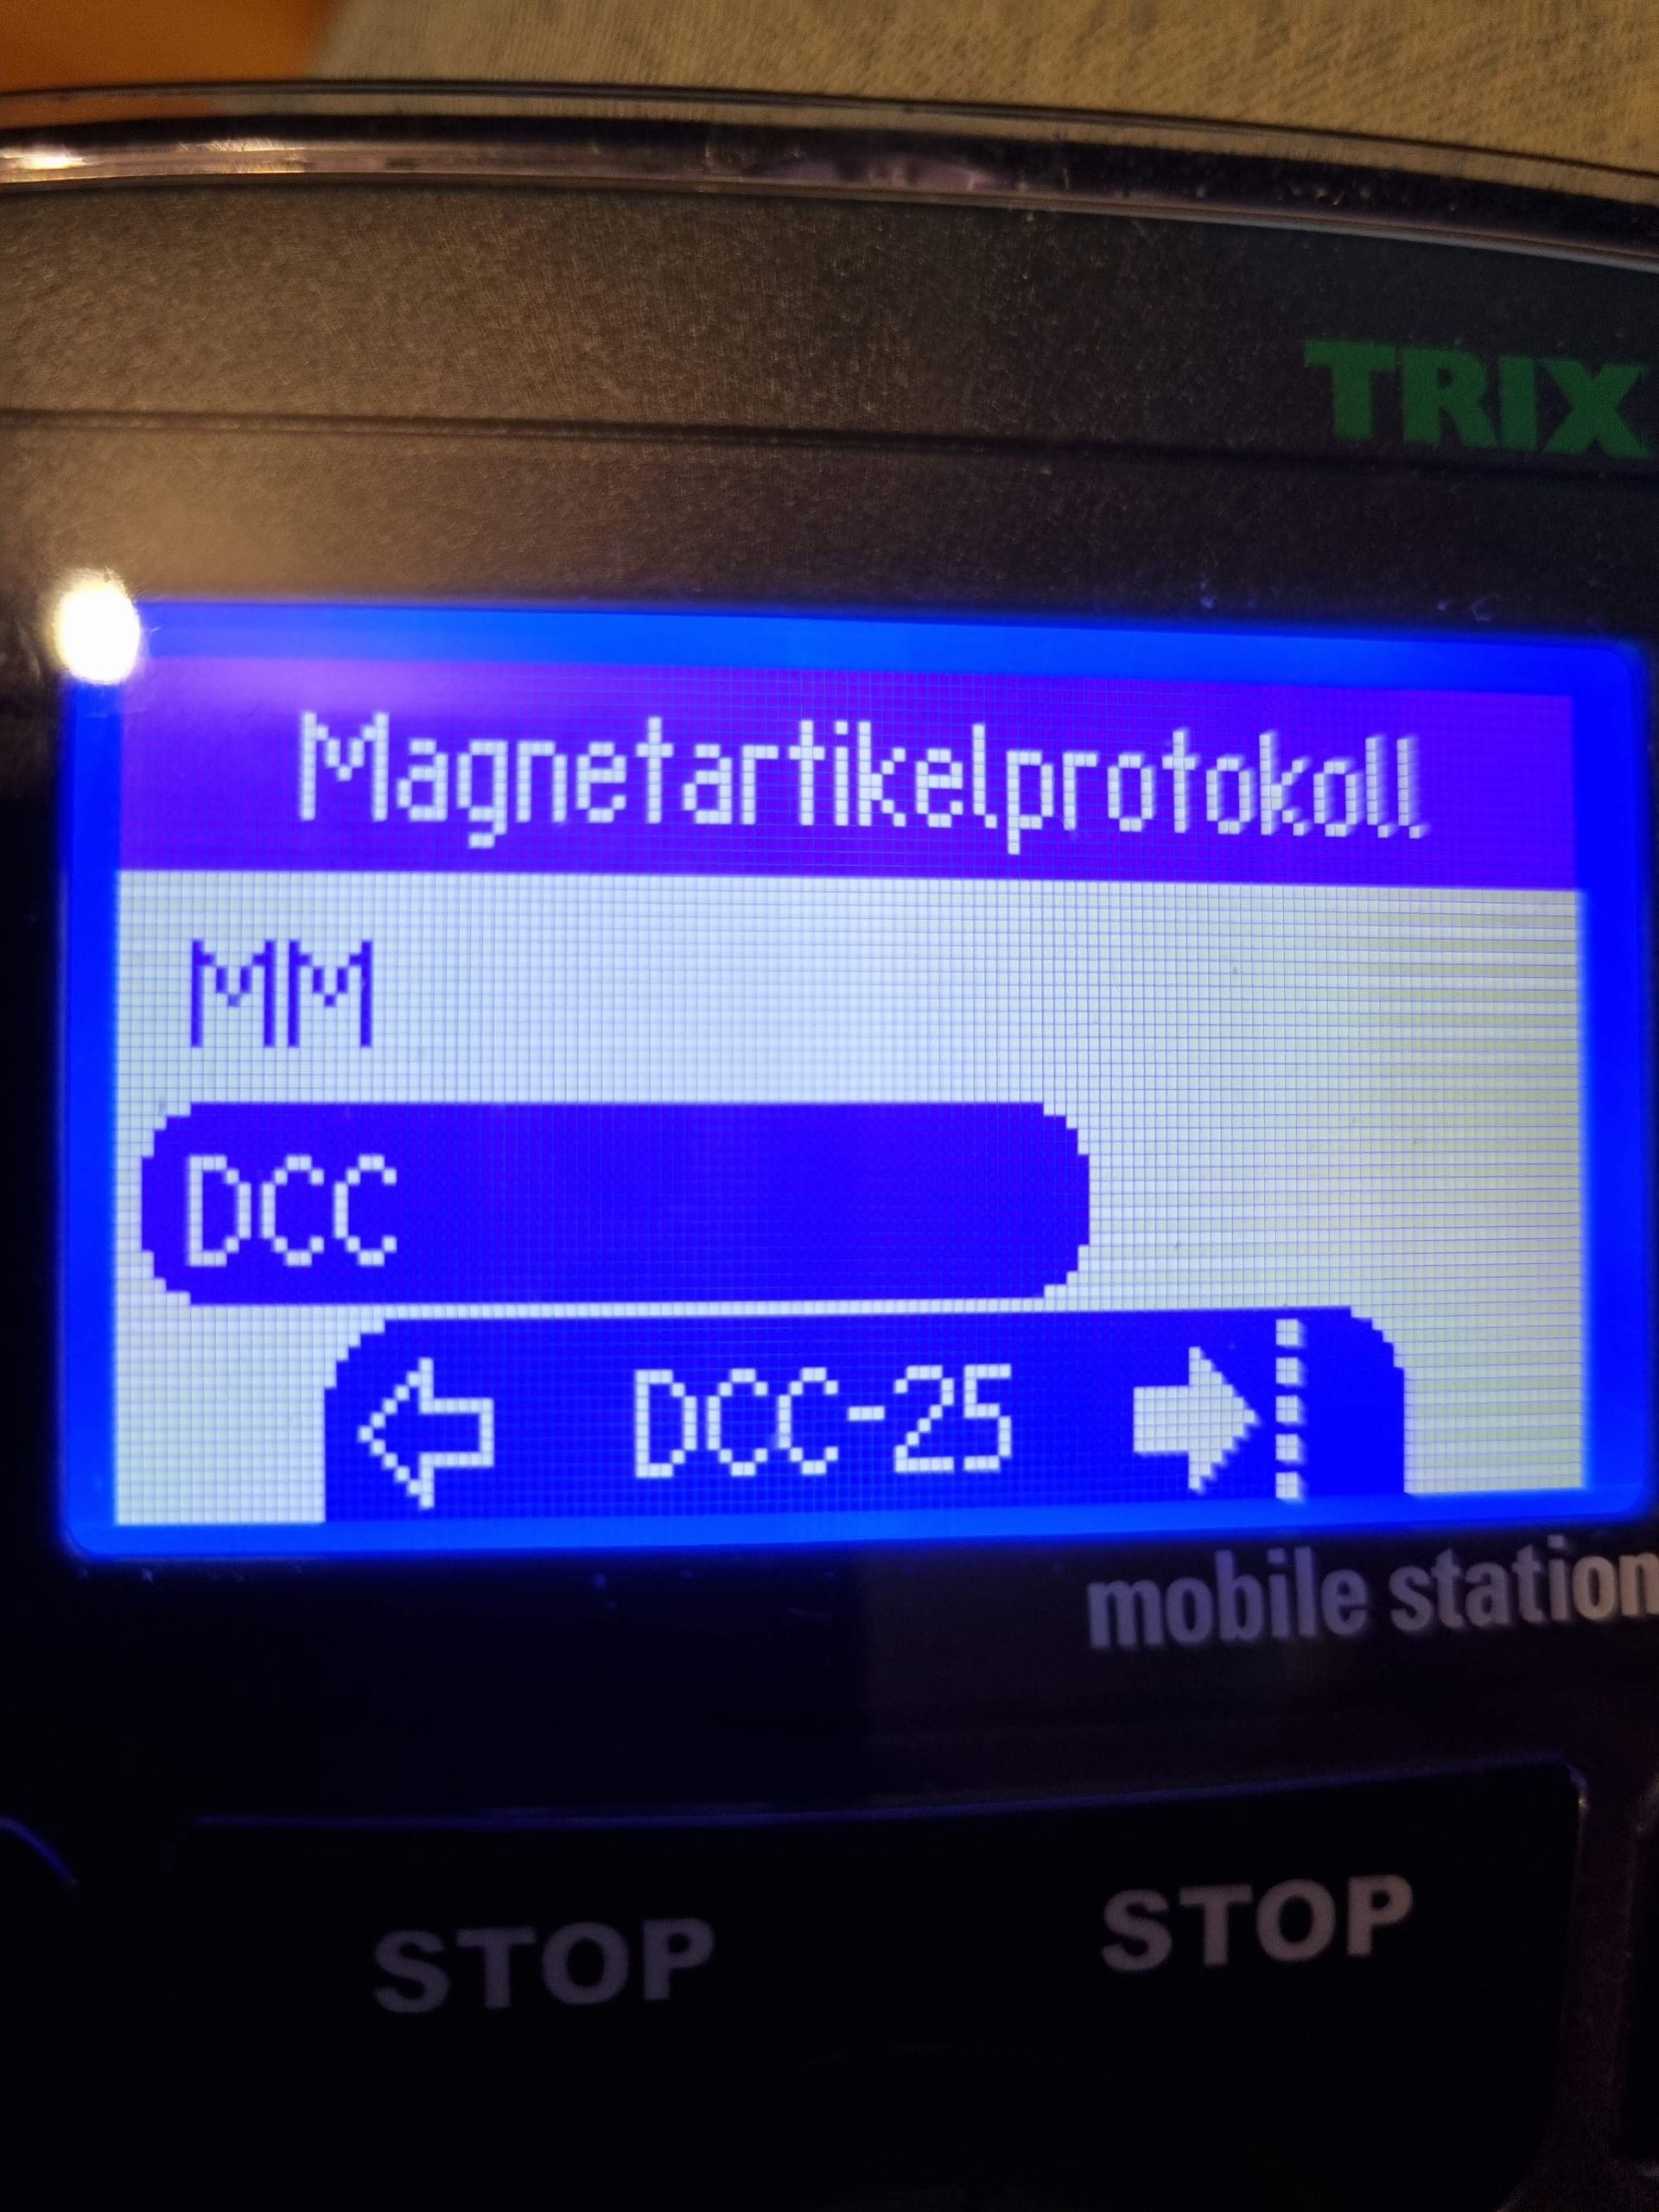 TRIX
Magnetartikelprotokoll
MM
DCC
DCC-25
mobile station
STOP STOP